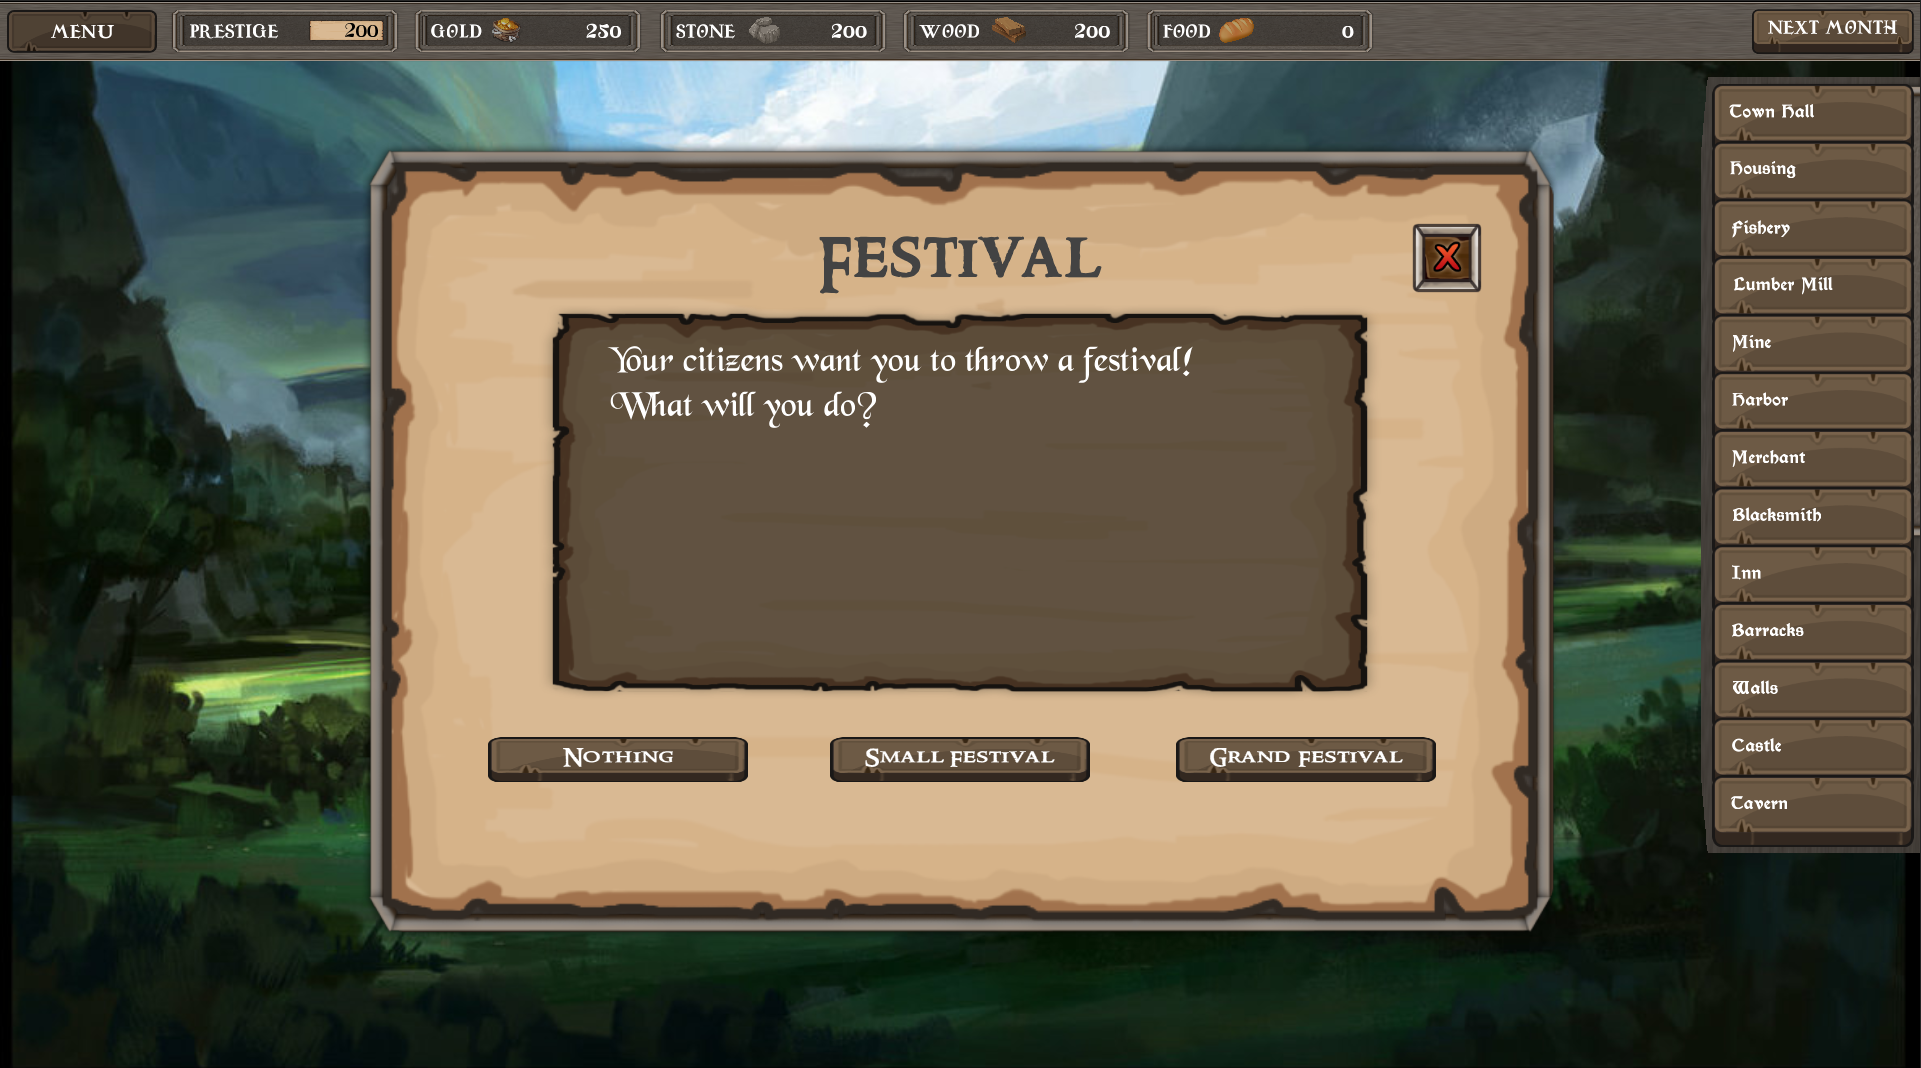 MENU
PRESTIGE 200
GOLD 250
STONE 200
WOOD 200
FOOD 0
NEXT MONTH
FESTIVAL
X
Your citizens want you to throw a festival!
What will you do?
NOTHING
SMALL FESTIVAL
GRAND FESTIVAL
Town Hall
Housing
Fishery
Lumber Mill
Mine
Harbor
Merchant
Blacksmith
Inn
Barracks
Walls
Castle
Tavern